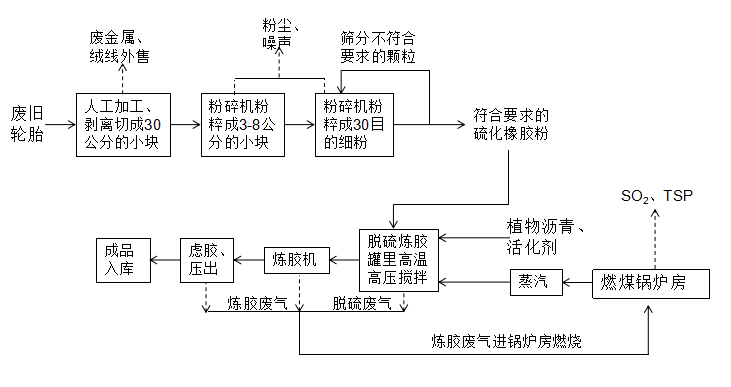 废金属、
绒线外售
粉尘、
噪声
筛分不符合
要求的颗粒
废旧
轮胎
人工加工、
剥离切成30
公分的小块
粉碎机粉
粹成3-8公
分的小块
粉碎机粉
粹成30目
的细粉
符合要求的
硫化橡胶粉
SO₂、TSP
植物沥青、
活化剂
成品
入库
虑胶、
压出
炼胶机
脱硫炼胶
罐里高温
高压搅拌
蒸汽
燃煤锅炉房
炼胶废气
脱硫废气
炼胶废气进锅炉房燃烧